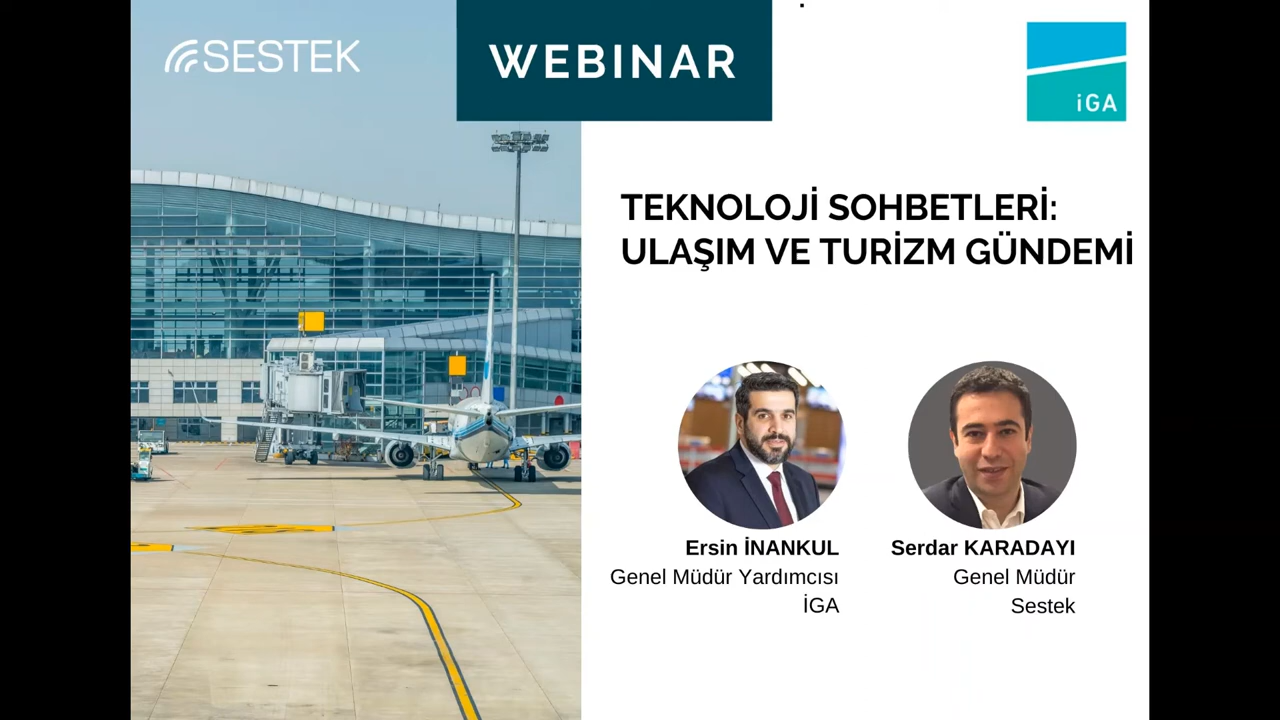 SESTEK
WEBINAR
iGA
TEKNOLOJİ SOHBETLERİ:
ULAŞIM VE TURİZM GÜNDEMİ
Ersin İNANKUL
Genel Müdür Yardımcısı
İGA
Serdar KARADAYI
Genel Müdür
Sestek